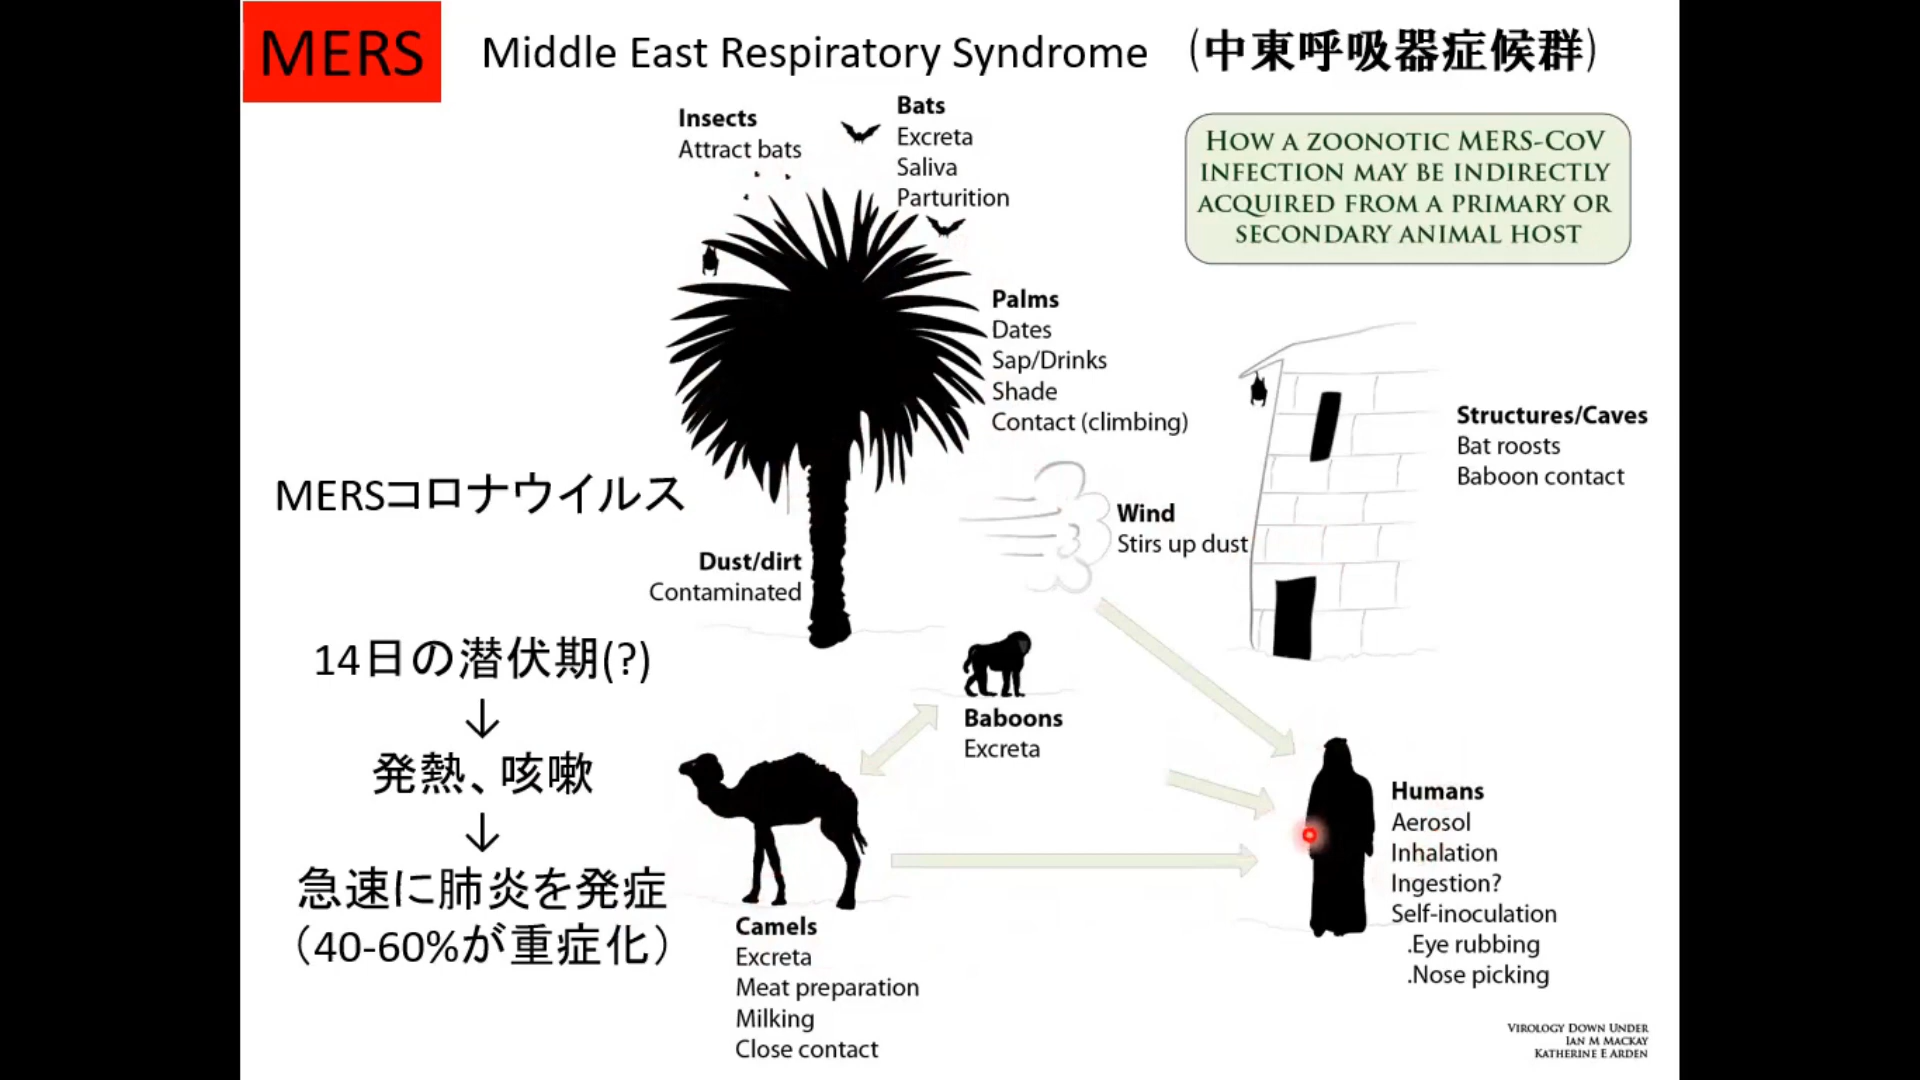 MERS
Middle East Respiratory Syndrome （中東呼吸器症候群）
Insects
Attract bats
Bats
Excreta
Saliva
Parturition
HOW A ZOONOTIC MERS-COV
INFECTION MAY BE INDIRECTLY
ACQUIRED FROM A PRIMARY OR
SECONDARY ANIMAL HOST
Palms
Dates
Sap/Drinks
Shade
Contact (climbing)
Structures/Caves
Bat roosts
Baboon contact
MERSコロナウイルス
Wind
Stirs up dust
Dust/dirt
Contaminated
14日の潜伏期(?)
↓
発熱、咳嗽
↓
急速に肺炎を発症
（40-60%が重症化）
Baboons
Excreta
Camels
Excreta
Meat preparation
Milking
Close contact
Humans
Aerosol
Inhalation
Ingestion?
Self-inoculation
.Eye rubbing
.Nose picking
VIROLOGY DOWN UNDER
IAN M MACKAY
KATHERINE E ARDEN